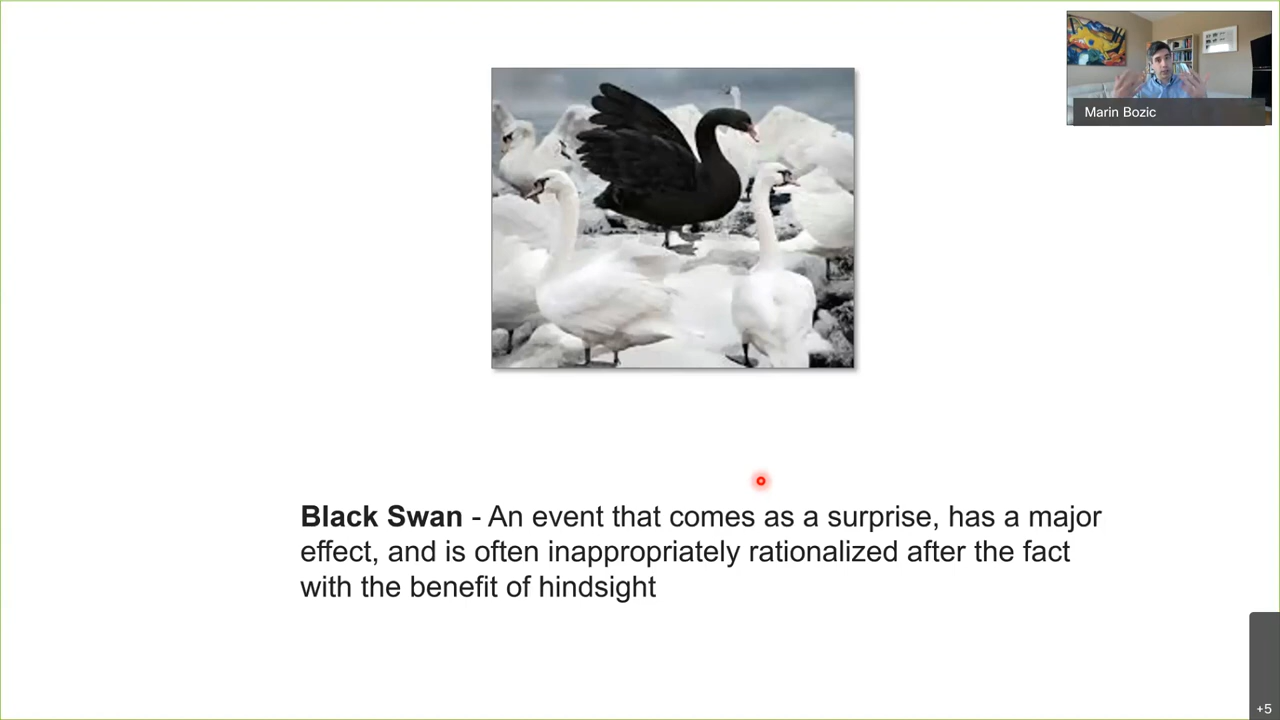 Marin Bozic
Black Swan - An event that comes as a surprise, has a major
effect, and is often inappropriately rationalized after the fact
with the benefit of hindsight
+5